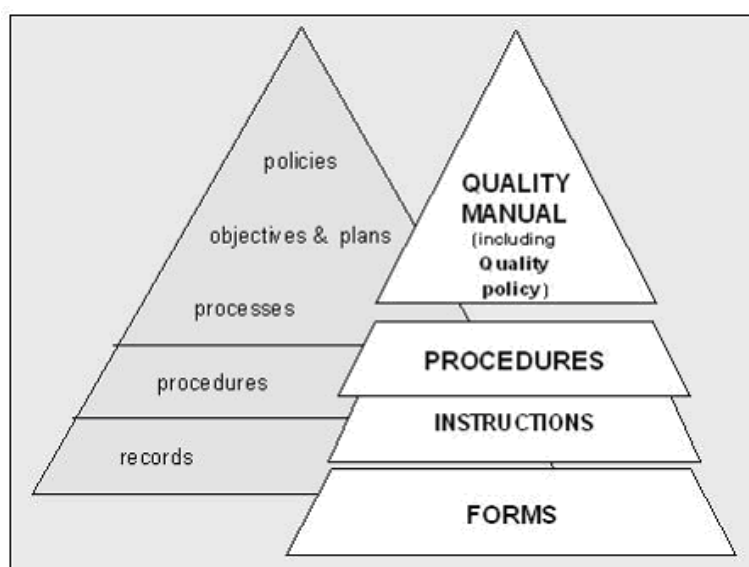 policies
objectives & plans
processes
procedures
records
QUALITY
MANUAL
(including
Quality
policy)
PROCEDURES
INSTRUCTIONS
FORMS